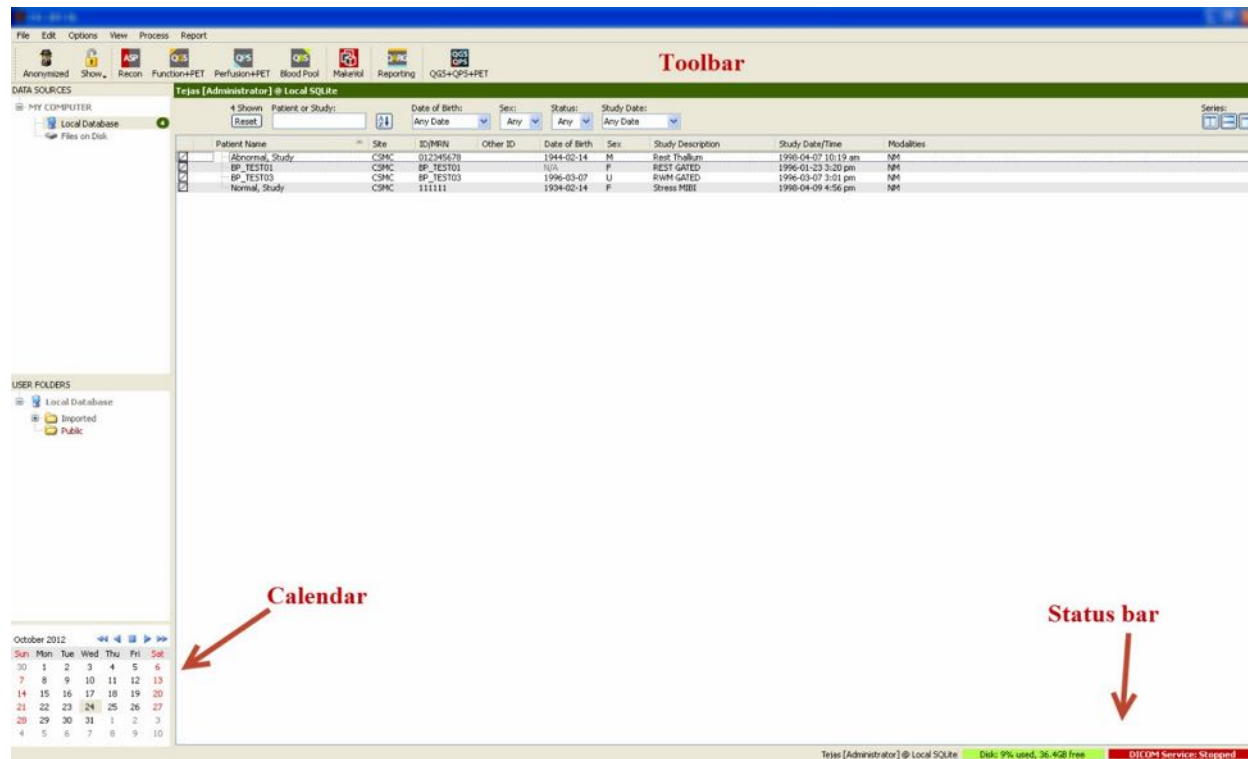 File Edit Options View Process Report
Anonymized Show Recon Function+PET Perfusion+PET Blood Pool MakeVol Reporting QGS+QPS+PET
ASP QGS QPS QBS QGS QPS
Toolbar
DATA SOURCES
MY COMPUTER
Local Database 4
Files on Disk
Tejas [Administrator] @ Local SQLite
4 Shown Patient or Study: Date of Birth: Sex: Status: Study Date: Series:
Reset Any Date Any Any Any Date
Patient Name Site ID/MRN Other ID Date of Birth Sex Study Description Study Date/Time Modalities
Abnormal, Study CSMC 012345678 1944-02-14 M Rest Thallium 1998-04-07 10:19 am NM
BP_TEST01 CSMC BP_TEST01 N/A F REST GATED 1996-01-23 3:20 pm NM
BP_TEST03 CSMC BP_TEST03 1996-03-07 U RWM GATED 1996-03-07 3:01 pm NM
Normal, Study CSMC 111111 1934-02-14 F Stress MIBI 1998-04-09 4:56 pm NM
USER FOLDERS
Local Database
Imported
Public
Calendar
Status bar
October 2012
Sun Mon Tue Wed Thu Fri Sat
30 1 2 3 4 5 6
7 8 9 10 11 12 13
14 15 16 17 18 19 20
21 22 23 24 25 26 27
28 29 30 31 1 2 3
4 5 6 7 8 9 10
Tejas [Administrator] @ Local SQLite Disk: 9% used, 36.4GB free DICOM Service: Stopped